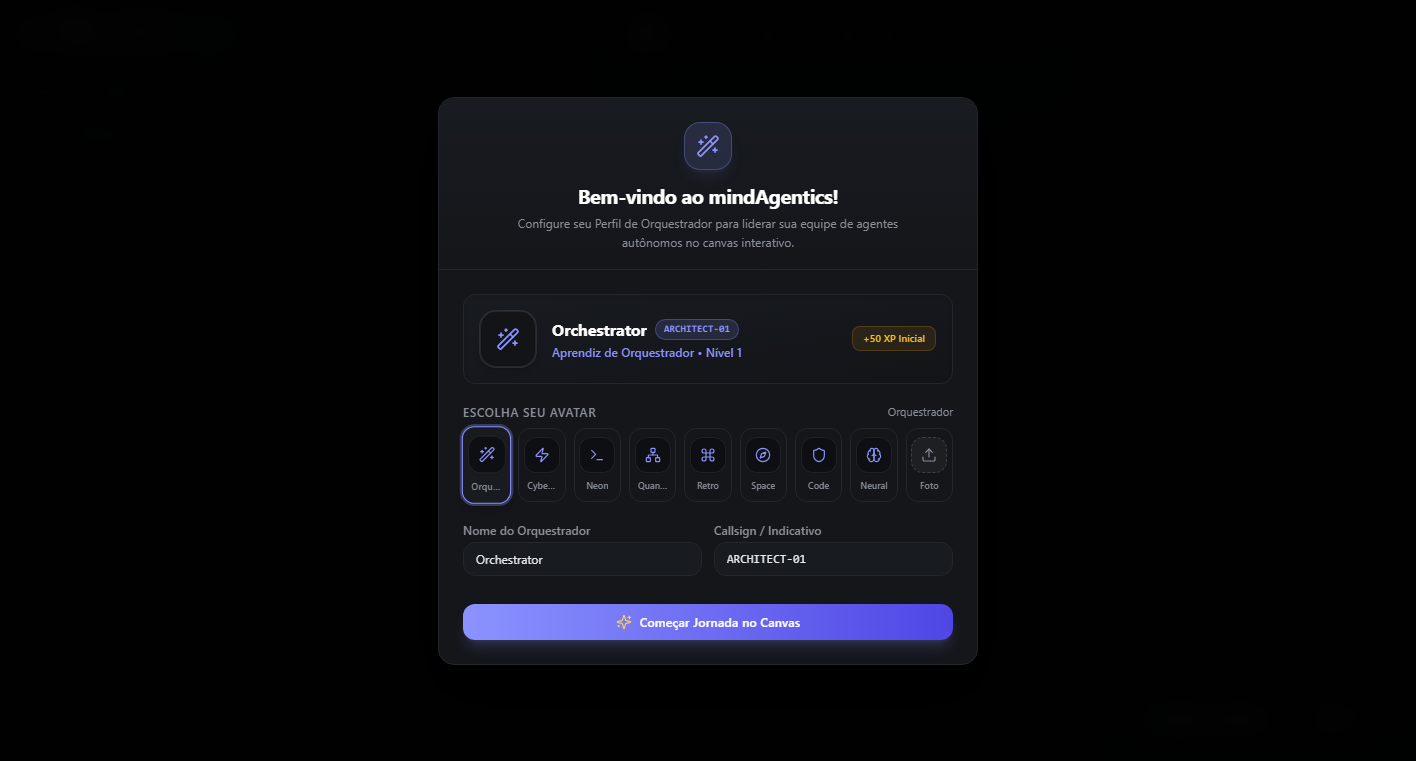 Bem-vindo ao mindAgentics!
Configure seu Perfil de Orquestrador para liderar sua equipe de agentes
autônomos no canvas interativo.
Orchestrator ARCHITECT-01
Aprendiz de Orquestrador • Nível 1
+50 XP Inicial
ESCOLHA SEU AVATAR
Orquestrador
Orqu...
Cybe...
Neon
Quan...
Retro
Space
Code
Neural
Foto
Nome do Orquestrador
Callsign / Indicativo
Orchestrator
ARCHITECT-01
Começar Jornada no Canvas